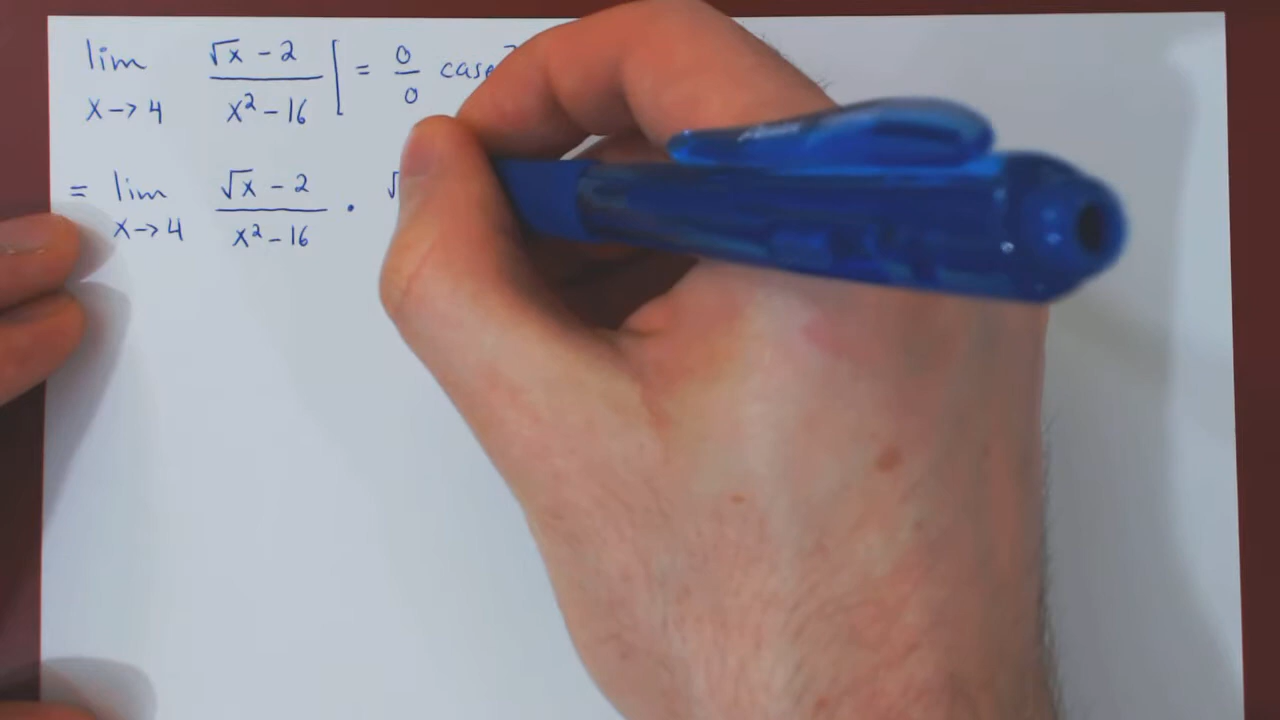 lim x→4 (√x - 2)/(x² - 16) ] = 0/0 case
= lim x→4 (√x - 2)/(x² - 16) · √